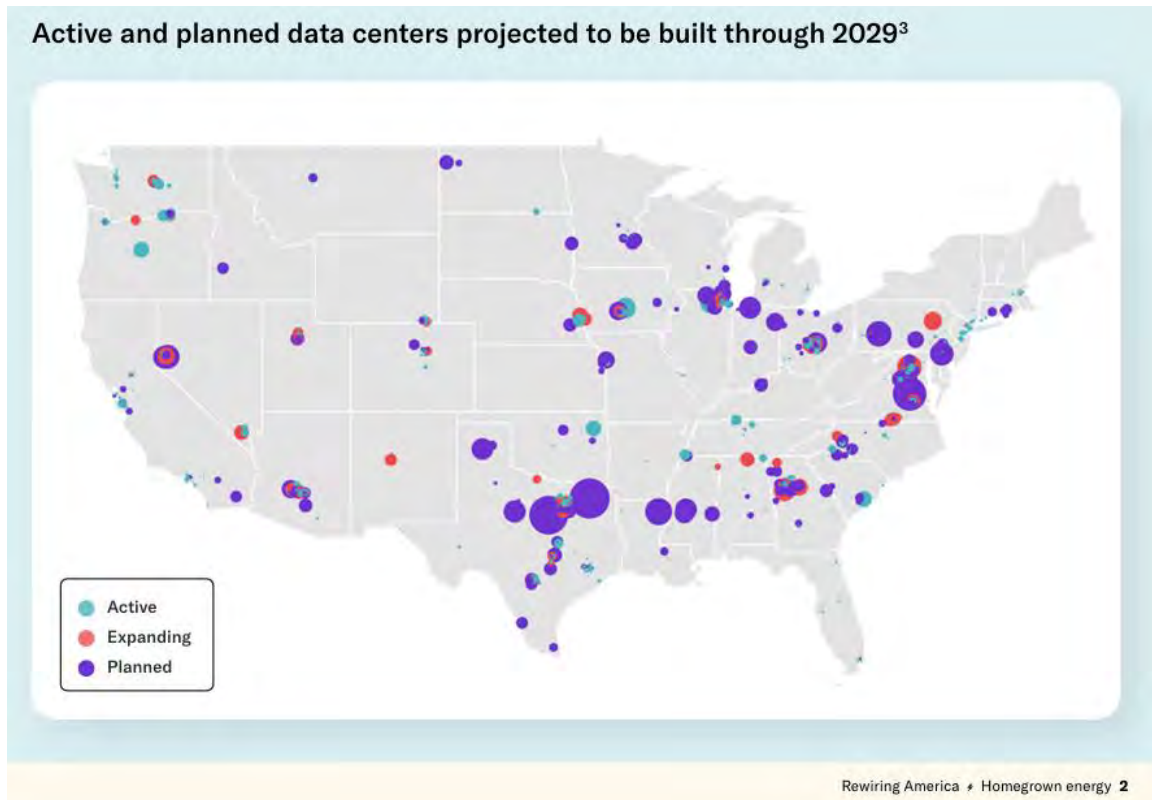 Active and planned data centers projected to be built through 2029³
Active
Expanding
Planned
Rewiring America ⚡ Homegrown energy 2